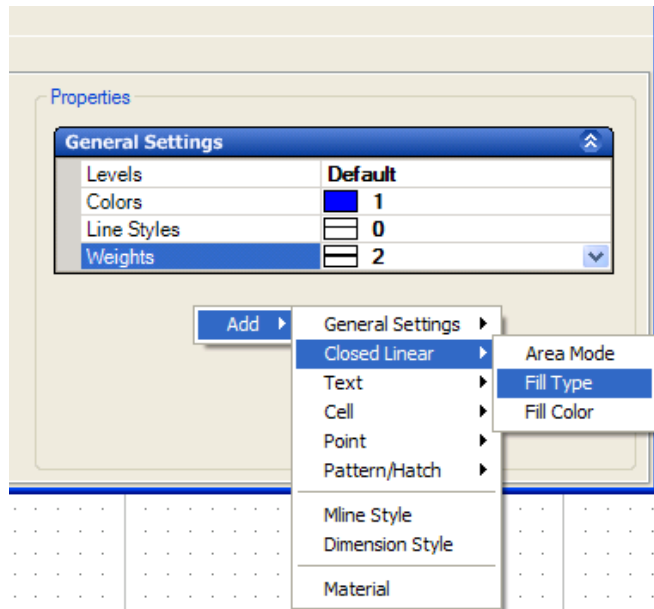 Properties
General Settings
Levels Default
Colors 1
Line Styles 0
Weights 2
Add General Settings
Closed Linear Area Mode
Text Fill Type
Cell Fill Color
Point
Pattern/Hatch
Mline Style
Dimension Style
Material